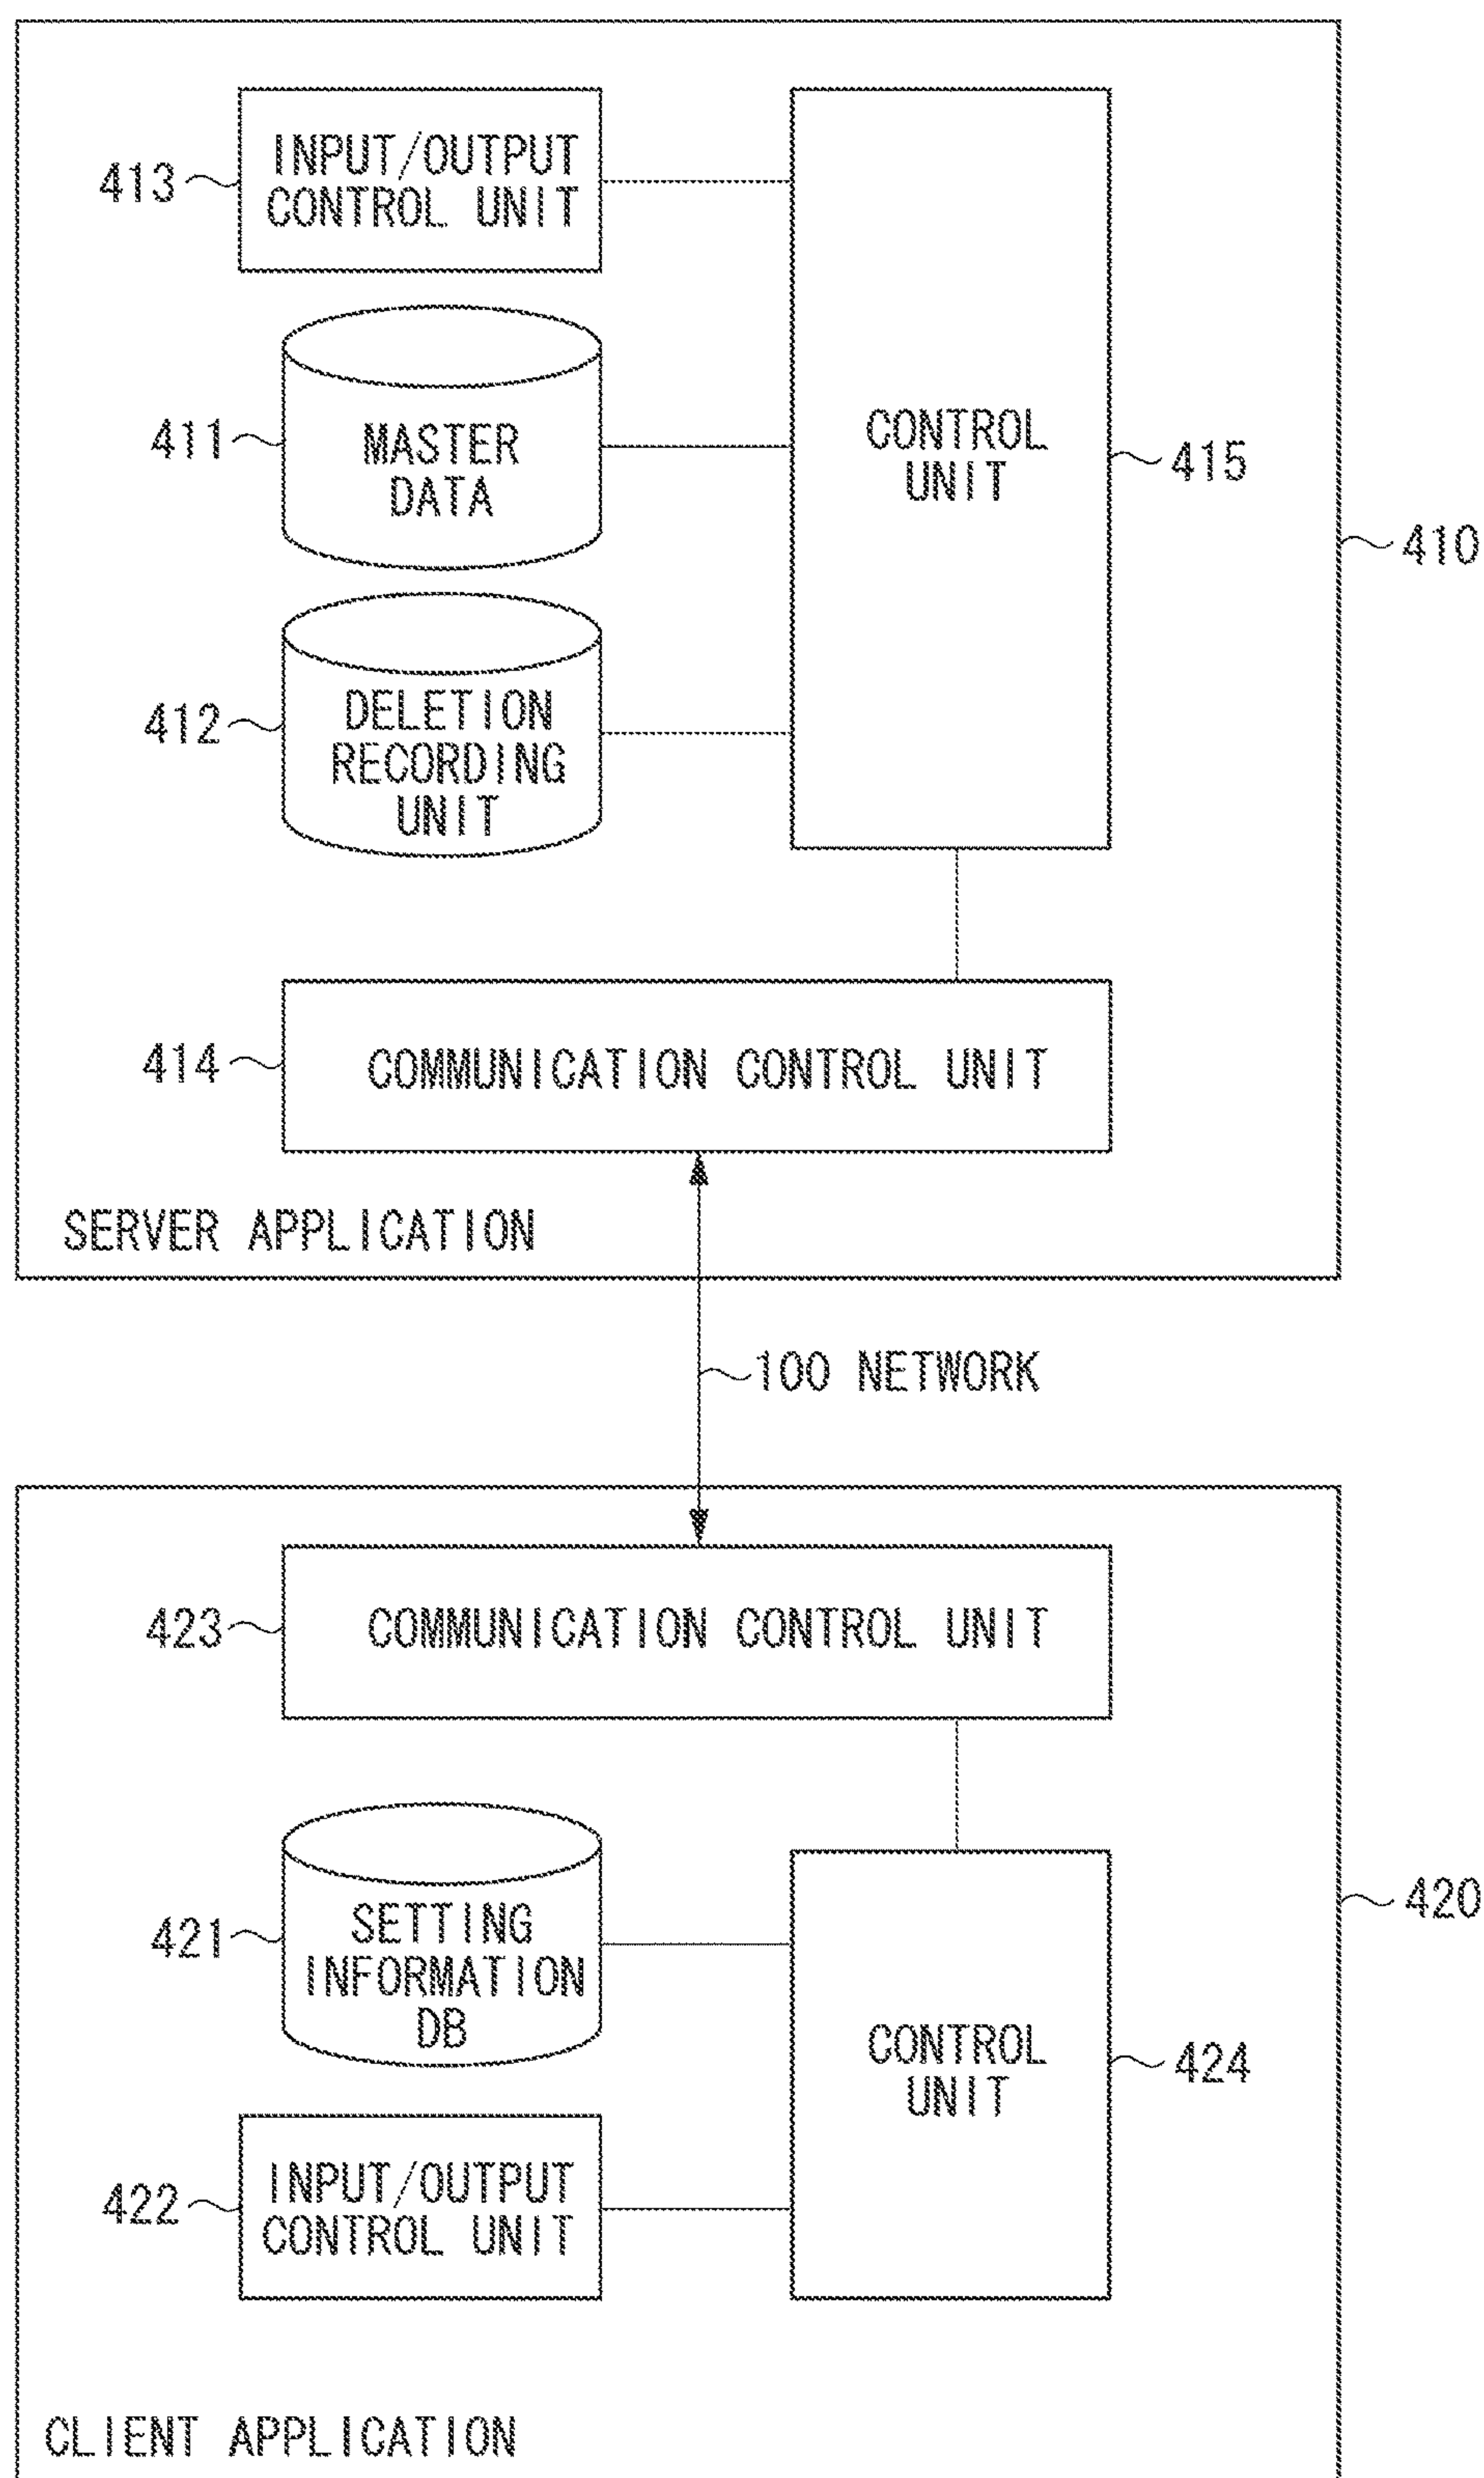 413
INPUT/OUTPUT
CONTROL UNIT
411
MASTER
DATA
CONTROL
UNIT
415
410
412
DELETION
RECORDING
UNIT
414
COMMUNICATION CONTROL UNIT
SERVER APPLICATION
100 NETWORK
423
COMMUNICATION CONTROL UNIT
421
SETTING
INFORMATION
DB
420
CONTROL
UNIT
424
422
INPUT/OUTPUT
CONTROL UNIT
CLIENT APPLICATION